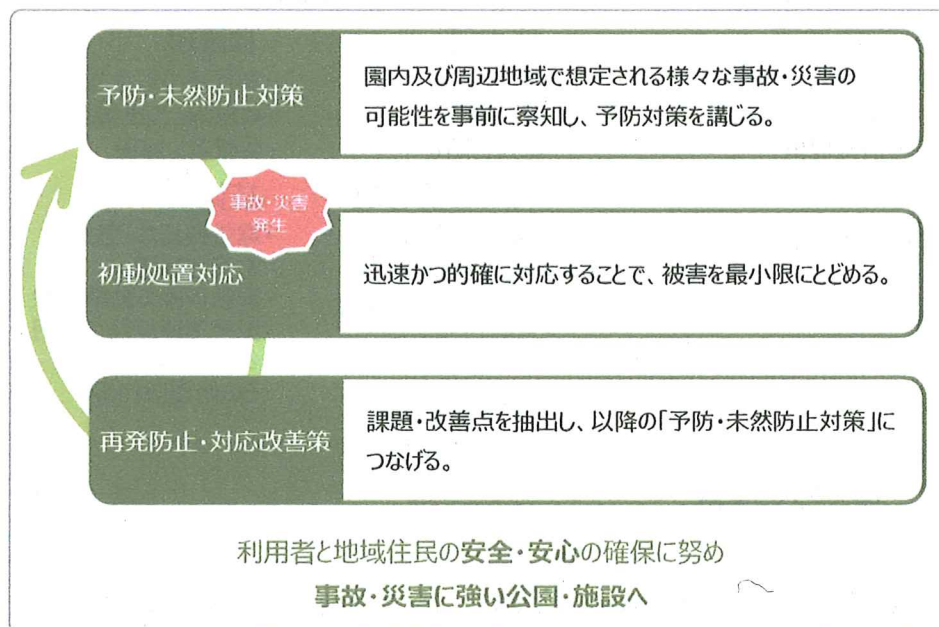 予防・未然防止対策
園内及び周辺地域で想定される様々な事故・災害の
可能性を事前に察知し、予防対策を講じる。
事故・災害
発生
初動処置対応
迅速かつ的確に対応することで、被害を最小限にとどめる。
再発防止・対応改善策
課題・改善点を抽出し、以降の「予防・未然防止対策」に
つなげる。
利用者と地域住民の安全・安心の確保に努め
事故・災害に強い公園・施設へ